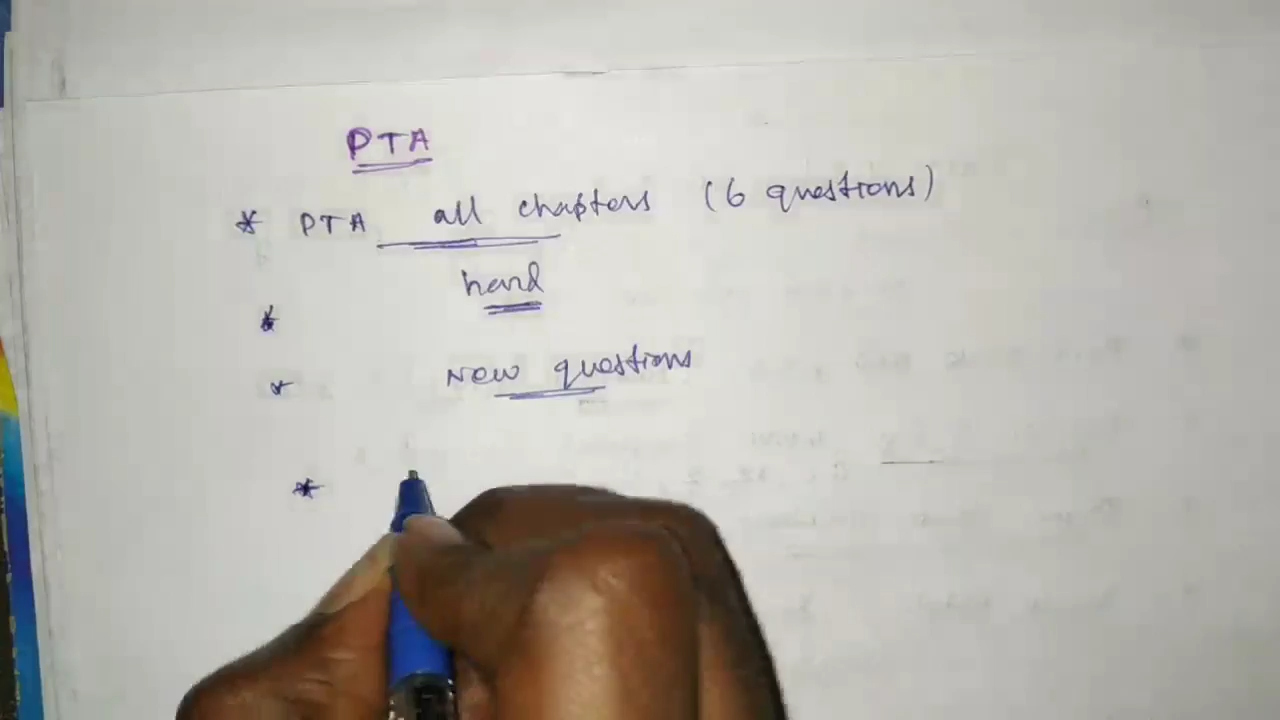 PTA
* PTA all chapters (6 questions)
hard
*
* New questions
*